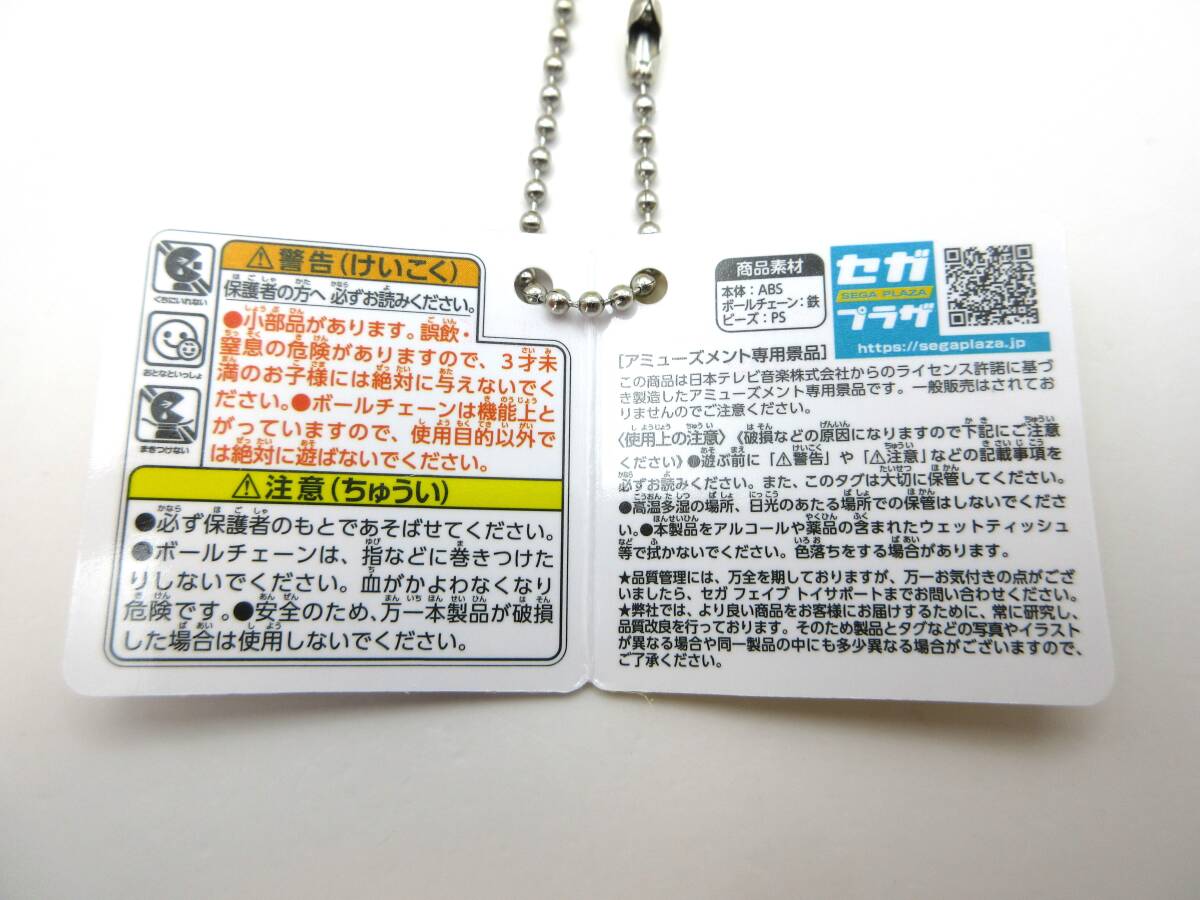 くちにいれない
おとなといっしょ
まきつけない
⚠警告(けいこく)
保護者の方へ 必ずお読みください。
●小部品があります。誤飲・
窒息の危険がありますので、3才未
満のお子様には絶対に与えないでく
ださい。●ボールチェーンは機能上と
がっていますので、使用目的以外で
は絶対に遊ばないでください。
⚠注意(ちゅうい)
●必ず保護者のもとであそばせてください。
●ボールチェーンは、指などに巻きつけた
りしないでください。血がかよわなくなり
危険です。●安全のため、万一本製品が破損
した場合は使用しないでください。
商品素材
本体:ABS
ボールチェーン:鉄
ビーズ:PS
セガ
SEGA PLAZA
プラザ
https://segaplaza.jp
[アミューズメント専用景品]
この商品は日本テレビ音楽株式会社からのライセンス許諾に基づ
き製造したアミューズメント専用景品です。一般販売はされてお
りませんのでご注意ください。
〈使用上の注意〉《破損などの原因になりますので下記にご注意
ください》●遊ぶ前に「⚠警告」や「⚠注意」などの記載事項を
必ずお読みください。また、このタグは大切に保管してください。
●高温多湿の場所、日光のあたる場所での保管はしないでくださ
い。●本製品をアルコールや薬品の含まれたウェットティッシュ
等で拭かないでください。色落ちをする場合があります。
★品質管理には、万全を期しておりますが、万一お気付きの点がござ
いましたら、セガ フェイブ トイサポートまでお問い合わせください。
★弊社では、より良い商品をお客様にお届けするために、常に研究し、
品質改良を行っております。そのため製品とタグなどの写真やイラスト
が異なる場合や同一製品の中にも多少異なる場合がございますので、
ご了承ください。